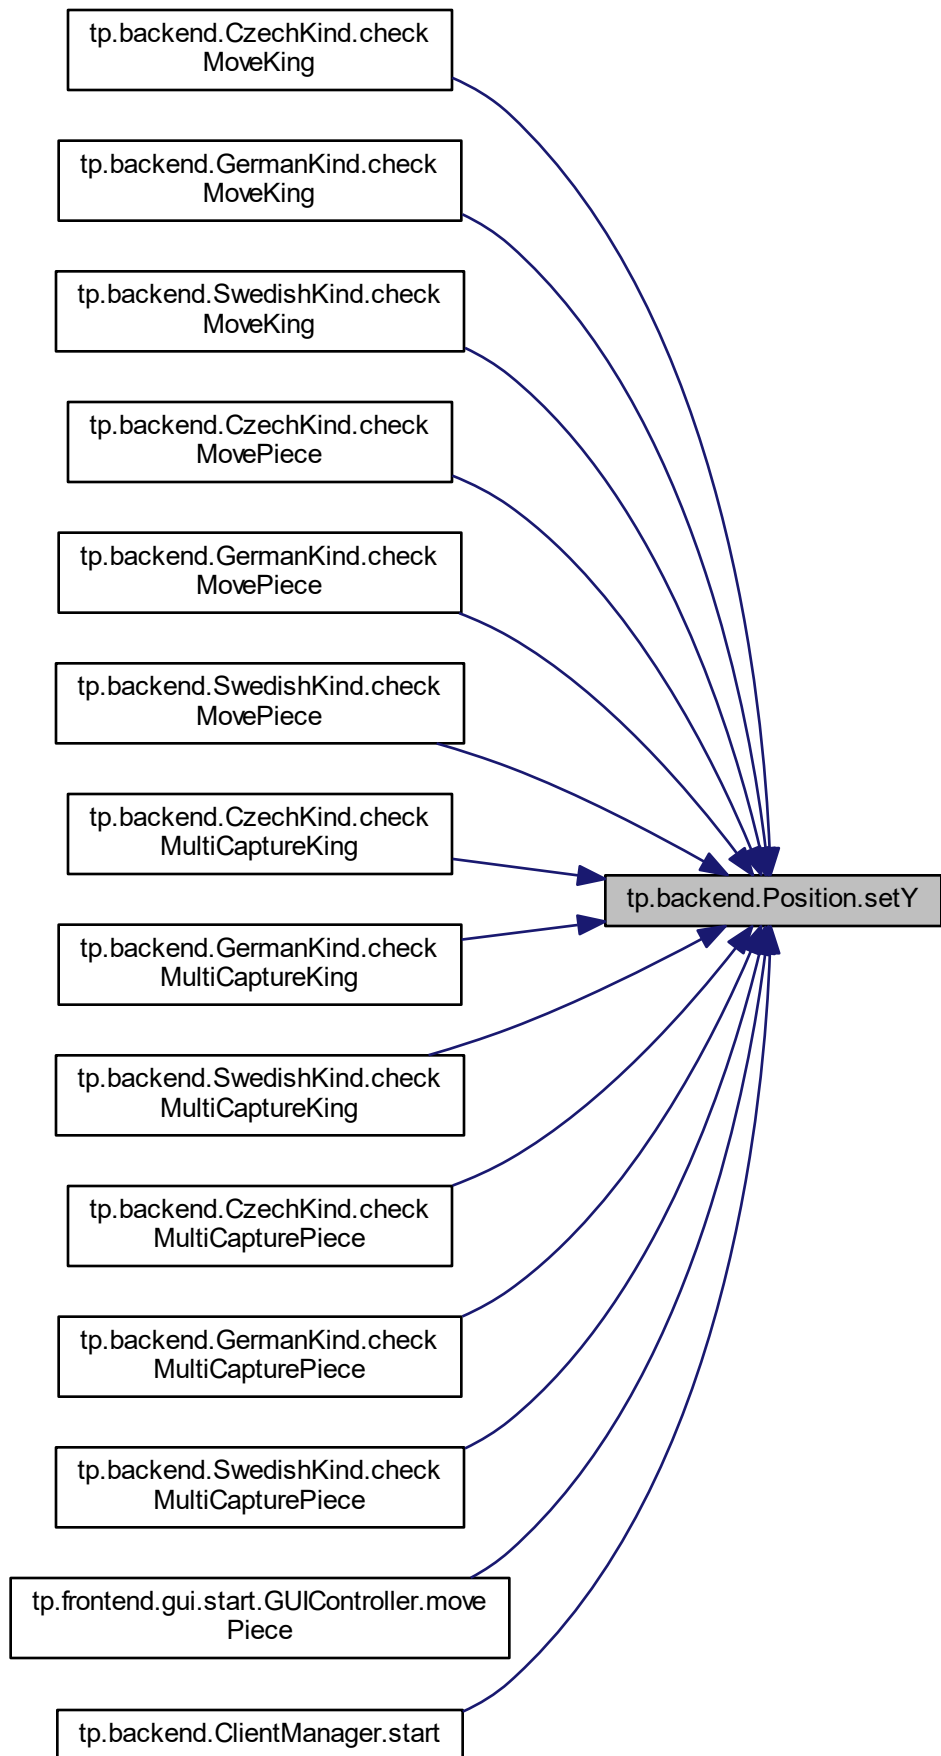 tp.backend.CzechKind.check
MoveKing
tp.backend.GermanKind.check
MoveKing
tp.backend.SwedishKind.check
MoveKing
tp.backend.CzechKind.check
MovePiece
tp.backend.GermanKind.check
MovePiece
tp.backend.SwedishKind.check
MovePiece
tp.backend.CzechKind.check
MultiCaptureKing
tp.backend.Position.setY
tp.backend.GermanKind.check
MultiCaptureKing
tp.backend.SwedishKind.check
MultiCaptureKing
tp.backend.CzechKind.check
MultiCapturePiece
tp.backend.GermanKind.check
MultiCapturePiece
tp.backend.SwedishKind.check
MultiCapturePiece
tp.frontend.gui.start.GUIController.move
Piece
tp.backend.ClientManager.start